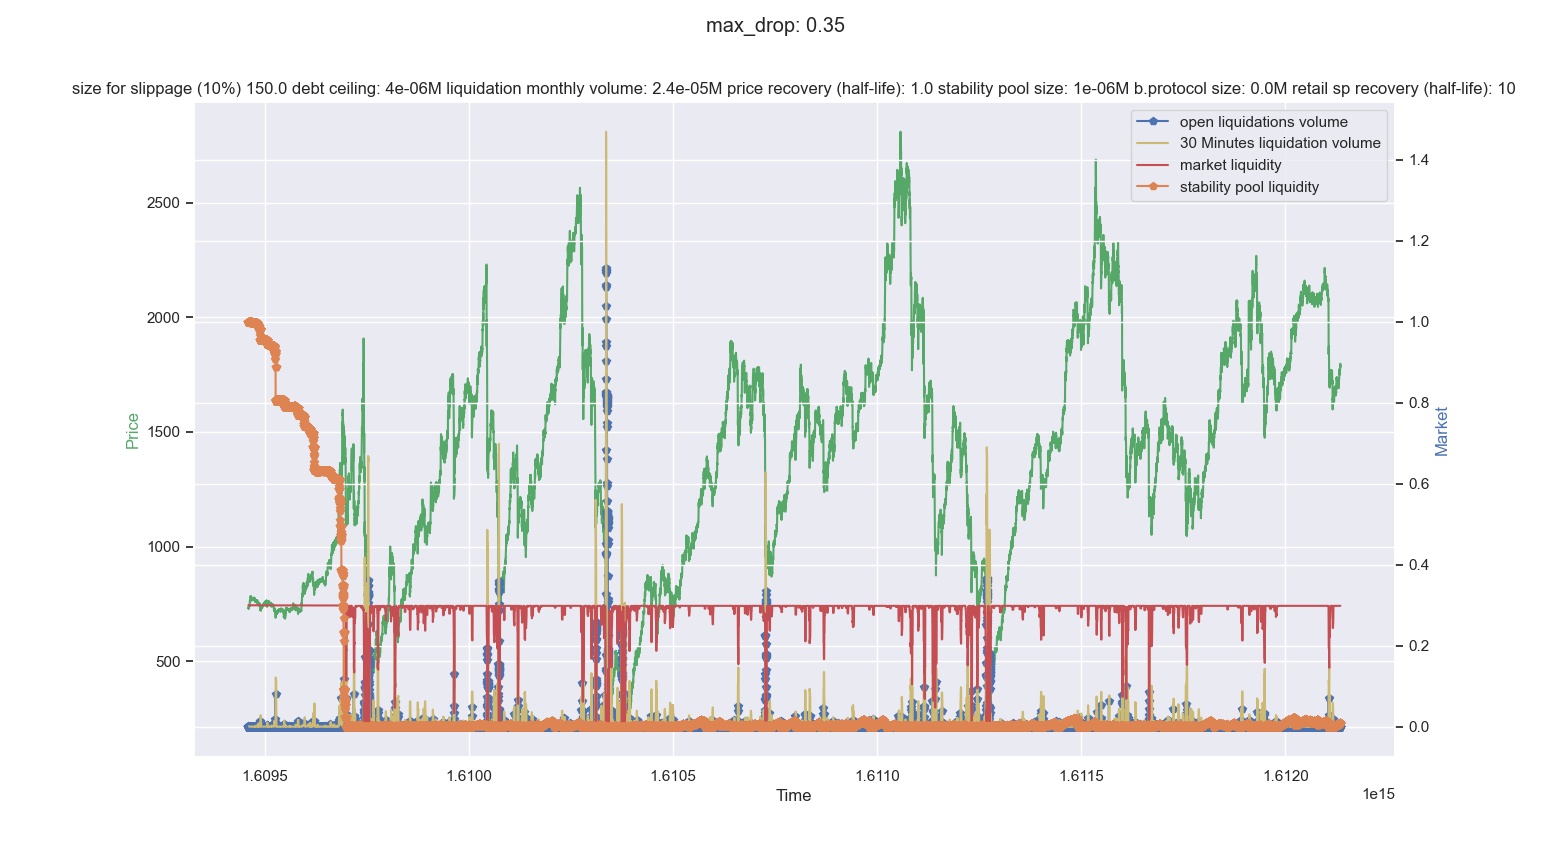 max_drop: 0.35
size for slippage (10%) 150.0 debt ceiling: 4e-06M liquidation monthly volume: 2.4e-05M price recovery (half-life): 1.0 stability pool size: 1e-06M b.protocol size: 0.0M retail sp recovery (half-life): 10
open liquidations volume
30 Minutes liquidation volume
market liquidity
stability pool liquidity
2500
2000
1500
1000
500
Price
1.4
1.2
1.0
0.8
0.6
0.4
0.2
0.0
Market
1.6095 1.6100 1.6105 1.6110 1.6115 1.6120
1e15
Time